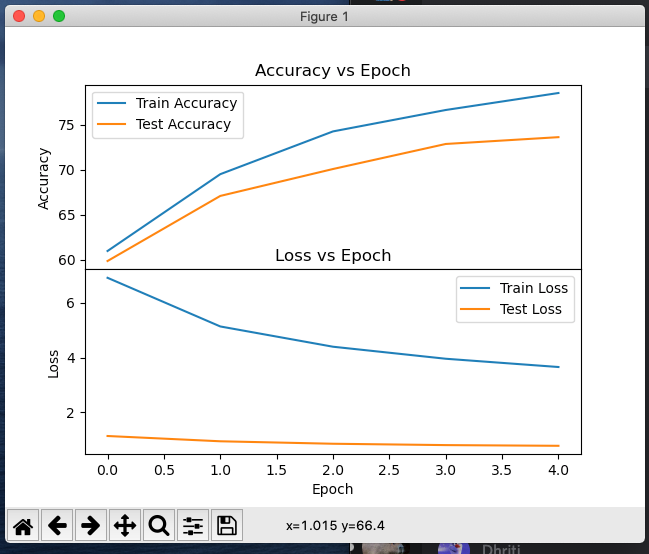 Figure 1
Accuracy vs Epoch
Train Accuracy
Test Accuracy
75
70
65
60
Accuracy
Loss vs Epoch
Train Loss
Test Loss
6
4
2
Loss
0.0 0.5 1.0 1.5 2.0 2.5 3.0 3.5 4.0
Epoch
x=1.015 y=66.4
Dhriti